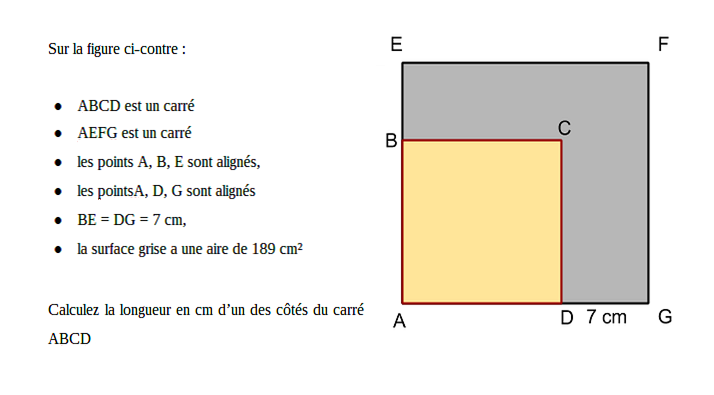 Sur la figure ci-contre :
● ABCD est un carré
● AEFG est un carré
● les points A, B, E sont alignés,
● les pointsA, D, G sont alignés
● BE = DG = 7 cm,
● la surface grise a une aire de 189 cm²
Calculez la longueur en cm d’un des côtés du carré
ABCD
E F
B C
A D 7 cm G